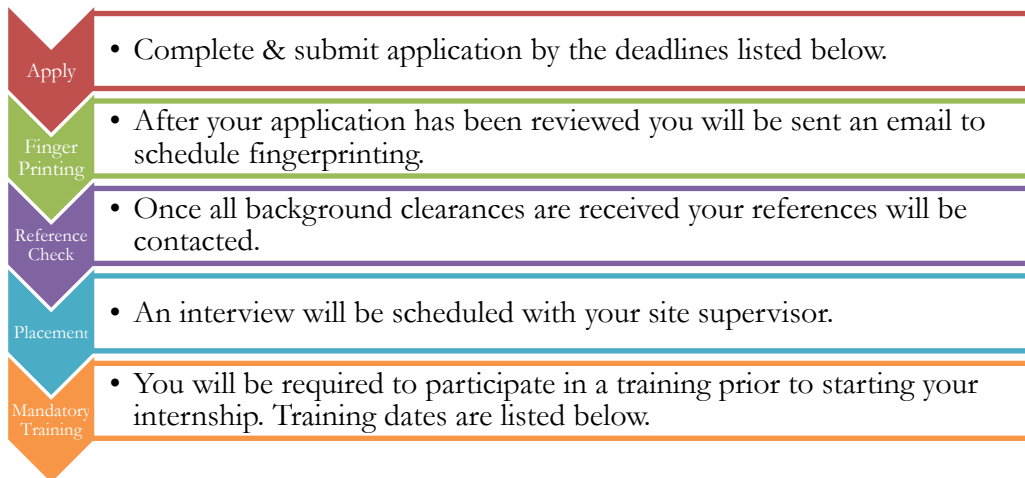 Apply
• Complete & submit application by the deadlines listed below.
Finger
Printing
• After your application has been reviewed you will be sent an email to
schedule fingerprinting.
Reference
Check
• Once all background clearances are received your references will be
contacted.
Placement
• An interview will be scheduled with your site supervisor.
Mandatory
Training
• You will be required to participate in a training prior to starting your
internship. Training dates are listed below.